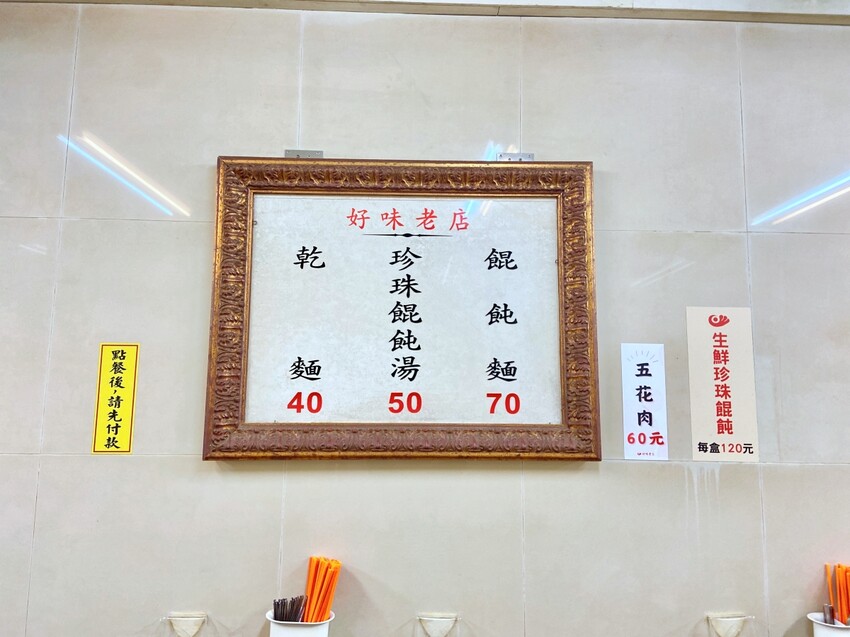 好味老店
餛飩麵
70
珍珠餛飩湯
50
乾麵
40
點餐後,請先付款
五花肉
60元
生鮮珍珠餛飩
每盒120元